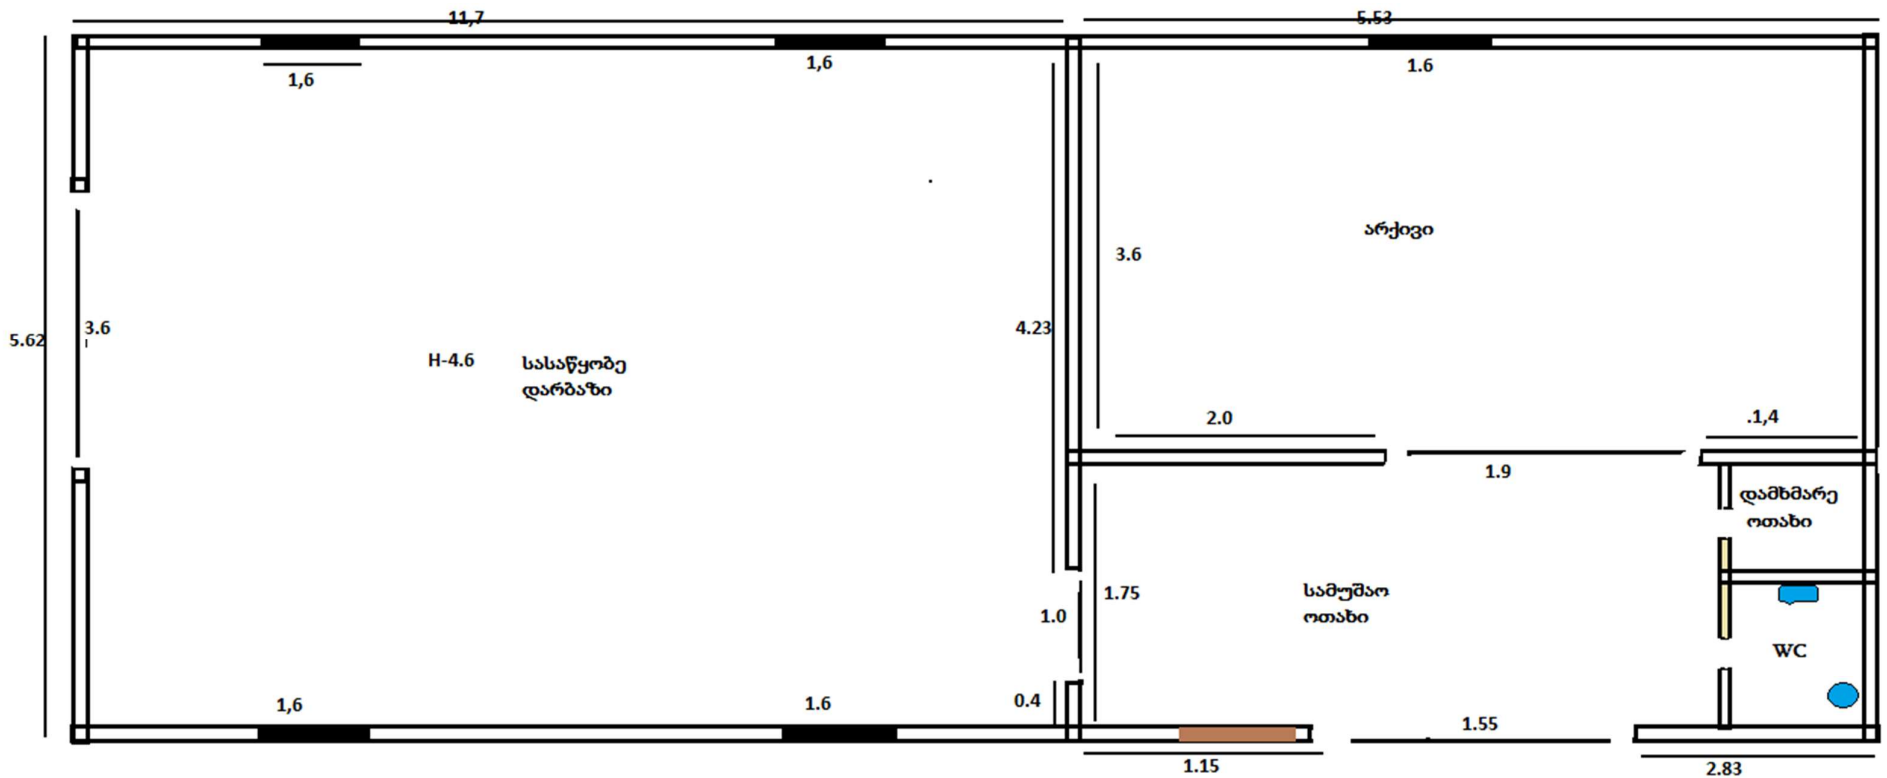 11,7
5.53
1,6
1,6
1.6
არქივი
3.6
5.62
3.6
4.23
H-4.6
სასაწყობე
დარბაზი
2.0
.1,4
1.9
დამხმარე
ოთახი
1.75
სამუშაო
ოთახი
1.0
WC
1,6
1.6
0.4
1.55
1.15
2.83